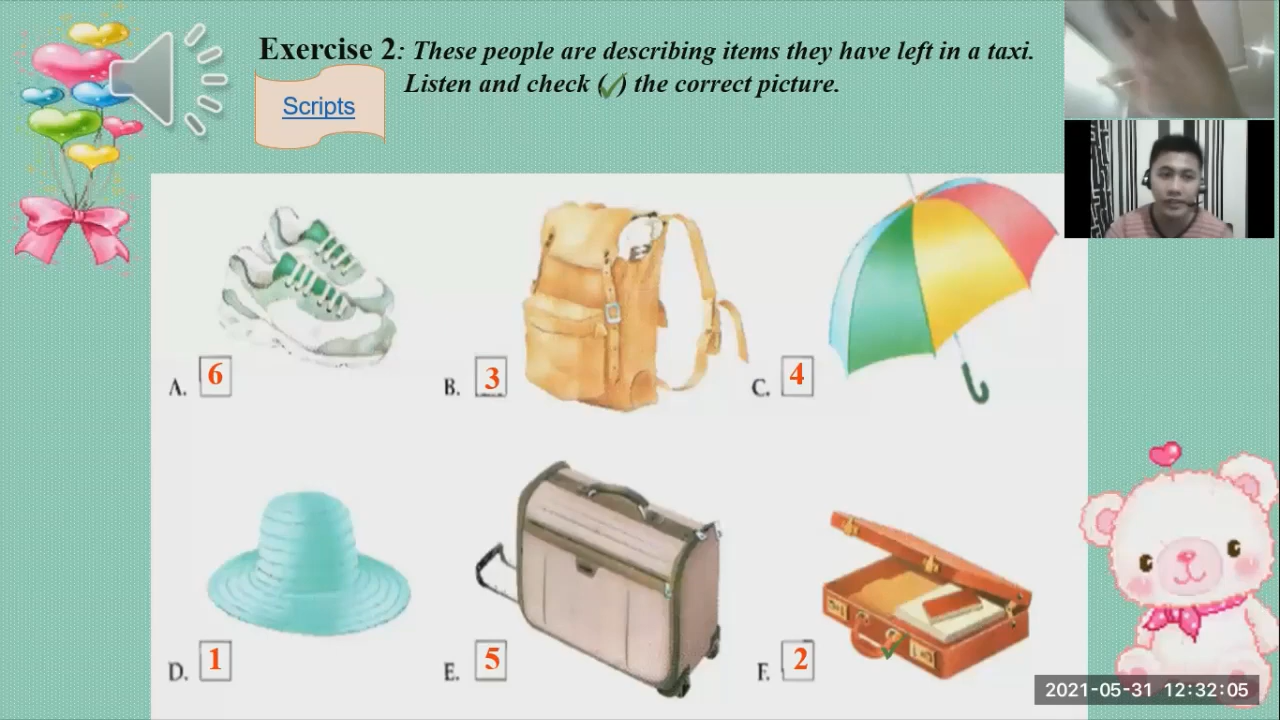 Exercise 2: These people are describing items they have left in a taxi.
Listen and check (✓) the correct picture.
Scripts
A. 6
B. 3
C. 4
D. 1
E. 5
F. 2
2021-05-31 12:32:05